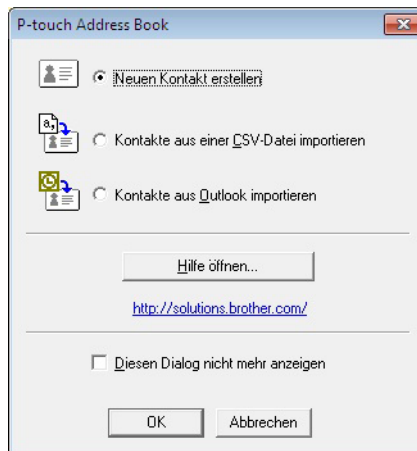 P-touch Address Book
Neuen Kontakt erstellen
a,
Kontakte aus einer CSV-Datei importieren
Kontakte aus Outlook importieren
Hilfe öffnen...
http://solutions.brother.com/
Diesen Dialog nicht mehr anzeigen
OK Abbrechen